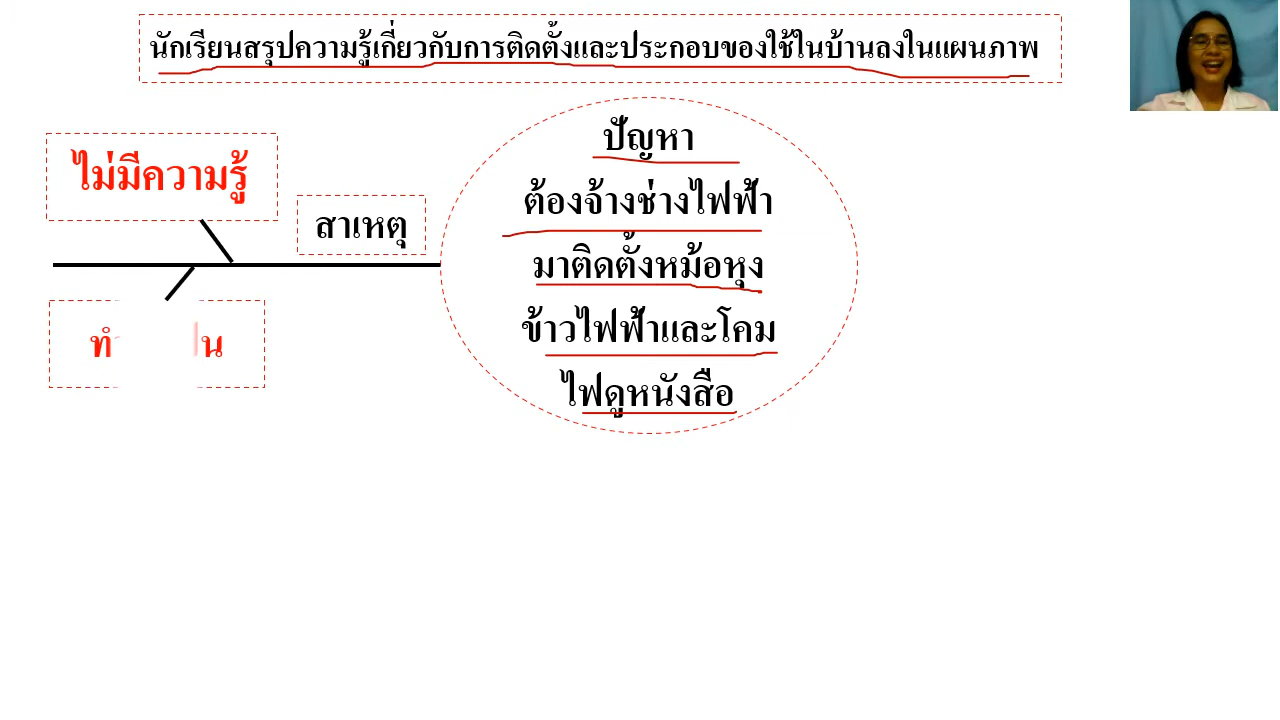 นักเรียนสรุปความรู้เกี่ยวกับการติดตั้งและประกอบของใช้ในบ้านลงในแผนภาพ
ไม่มีความรู้
สาเหตุ
ปัญหา
ต้องจ้างช่างไฟฟ้า
มาติดตั้งหม้อหุง
ข้าวไฟฟ้าและโคม
ไฟดูหนังสือ